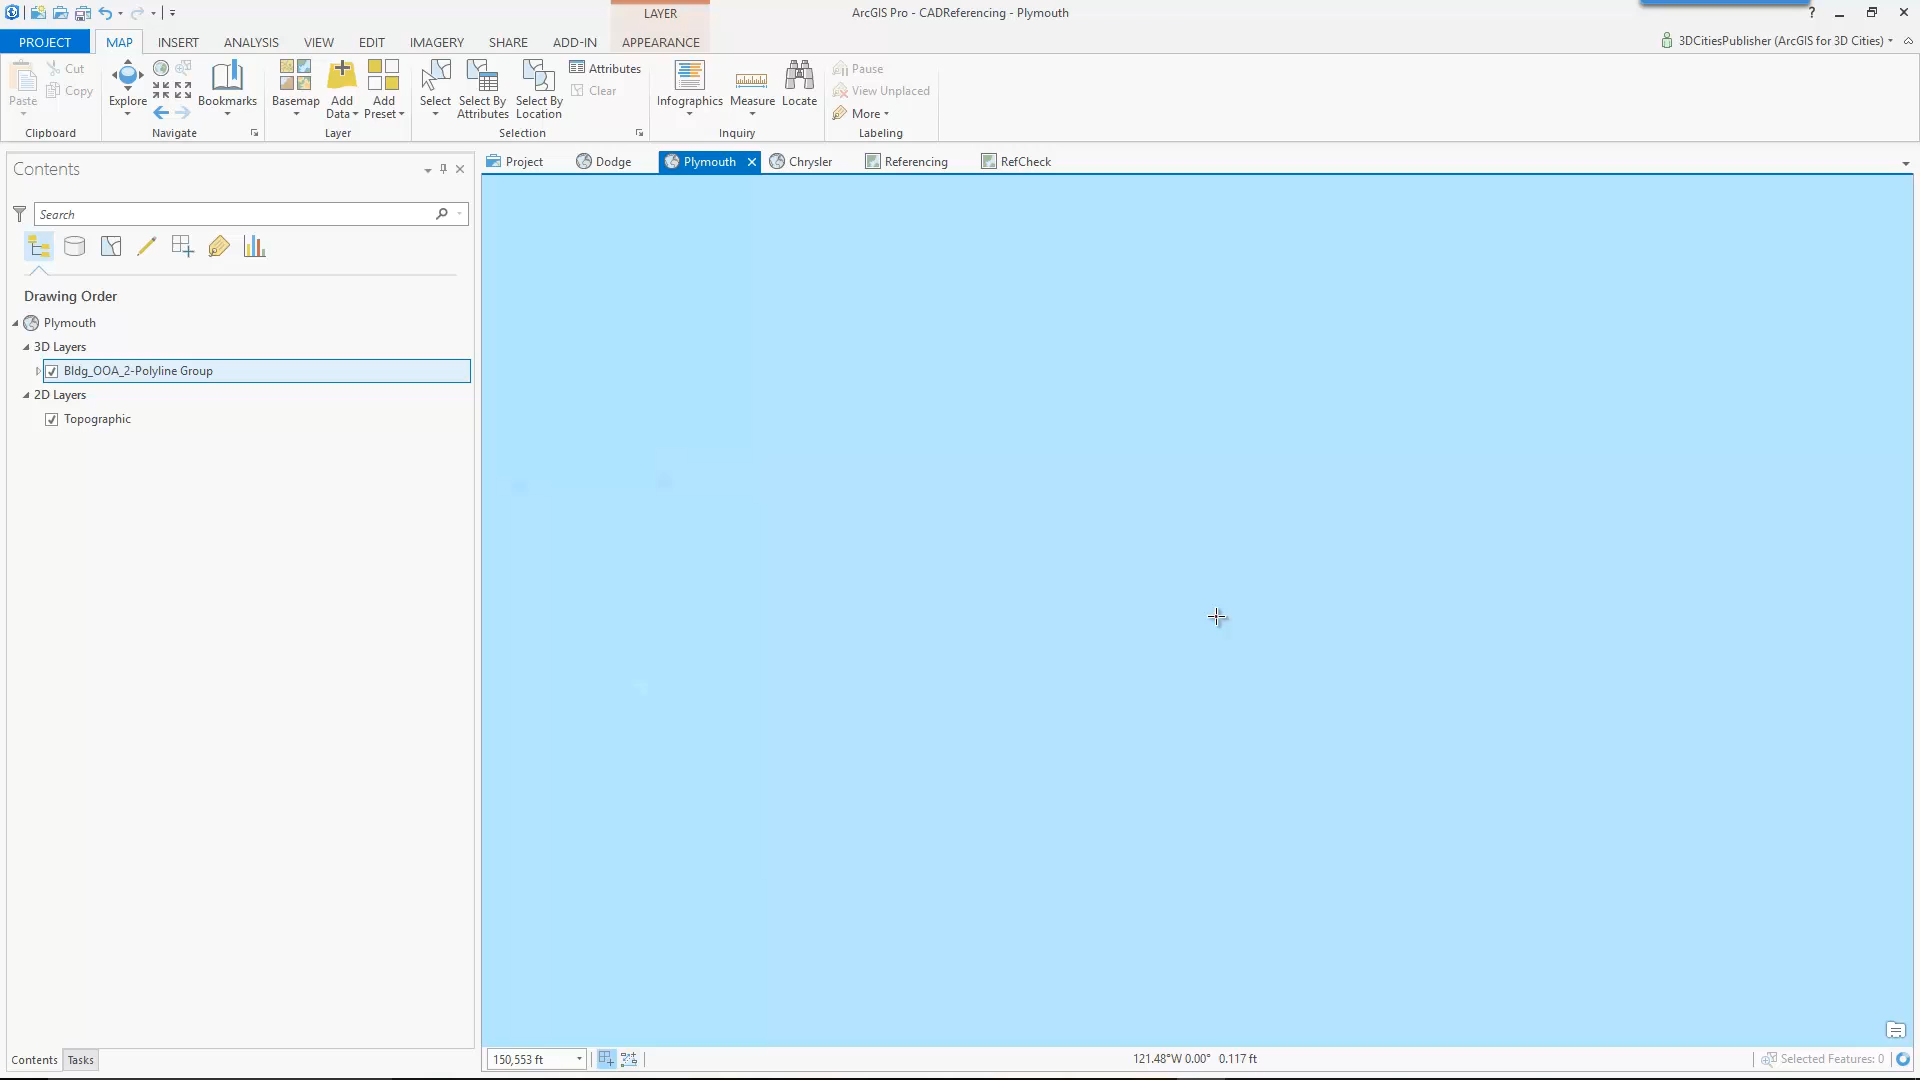 LAYER
ArcGIS Pro - CADReferencing - Plymouth
?
PROJECT MAP INSERT ANALYSIS VIEW EDIT IMAGERY SHARE ADD-IN APPEARANCE
3DCitiesPublisher (ArcGIS for 3D Cities)
Paste
Cut
Copy
Clipboard
Explore
Bookmarks
Navigate
Basemap
Add Data
Add Preset
Layer
Select
Select By Attributes
Select By Location
Attributes
Clear
Selection
Infographics
Measure
Locate
Inquiry
Pause
View Unplaced
More
Labeling
Contents
Project Dodge Plymouth Chrysler Referencing RefCheck
Search
Drawing Order
Plymouth
3D Layers
Bldg_OOA_2-Polyline Group
2D Layers
Topographic
Contents Tasks
150,553 ft
121.48°W 0.00° 0.117 ft
Selected Features: 0